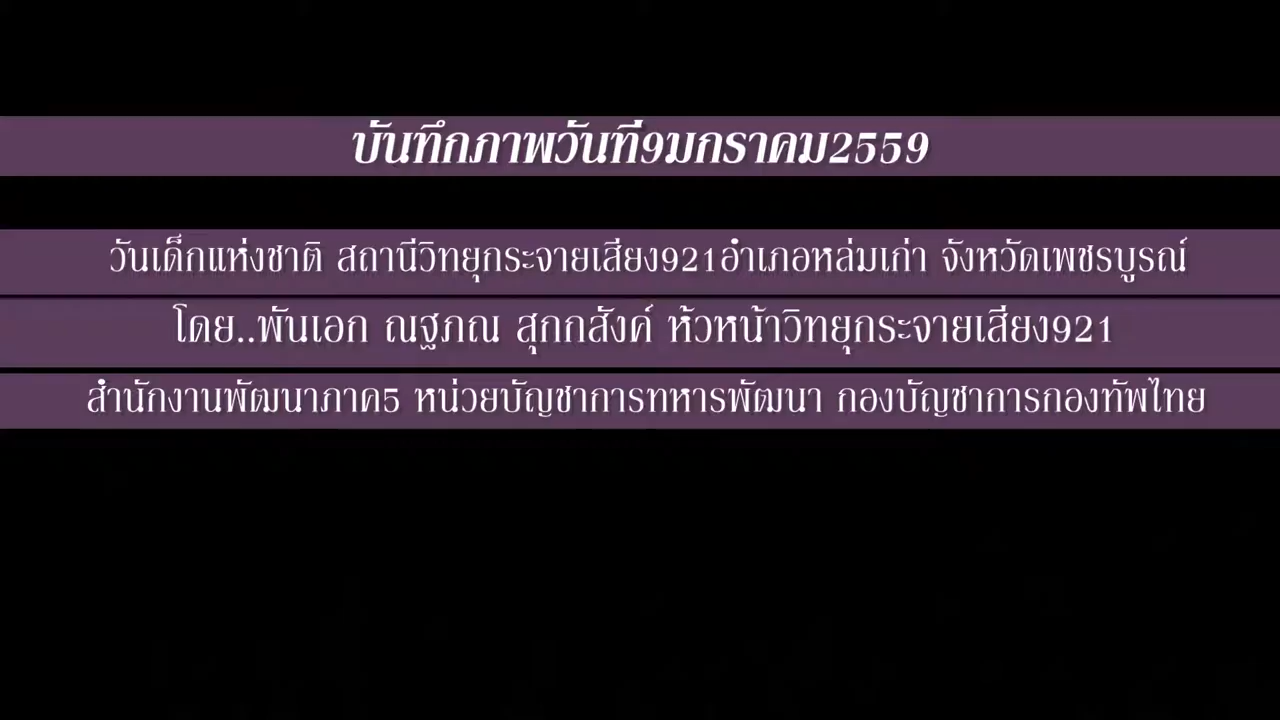 บันทึกภาพวันที่9มกราคม2559
วันเด็กแห่งชาติ สถานีวิทยุกระจายเสียง921อำเภอหล่มเก่า จังหวัดเพชรบูรณ์
โดย..พันเอก ณฐภณ สุกกสังค์ หัวหน้าวิทยุกระจายเสียง921
สำนักงานพัฒนาภาค5 หน่วยบัญชาการทหารพัฒนา กองบัญชาการกองทัพไทย